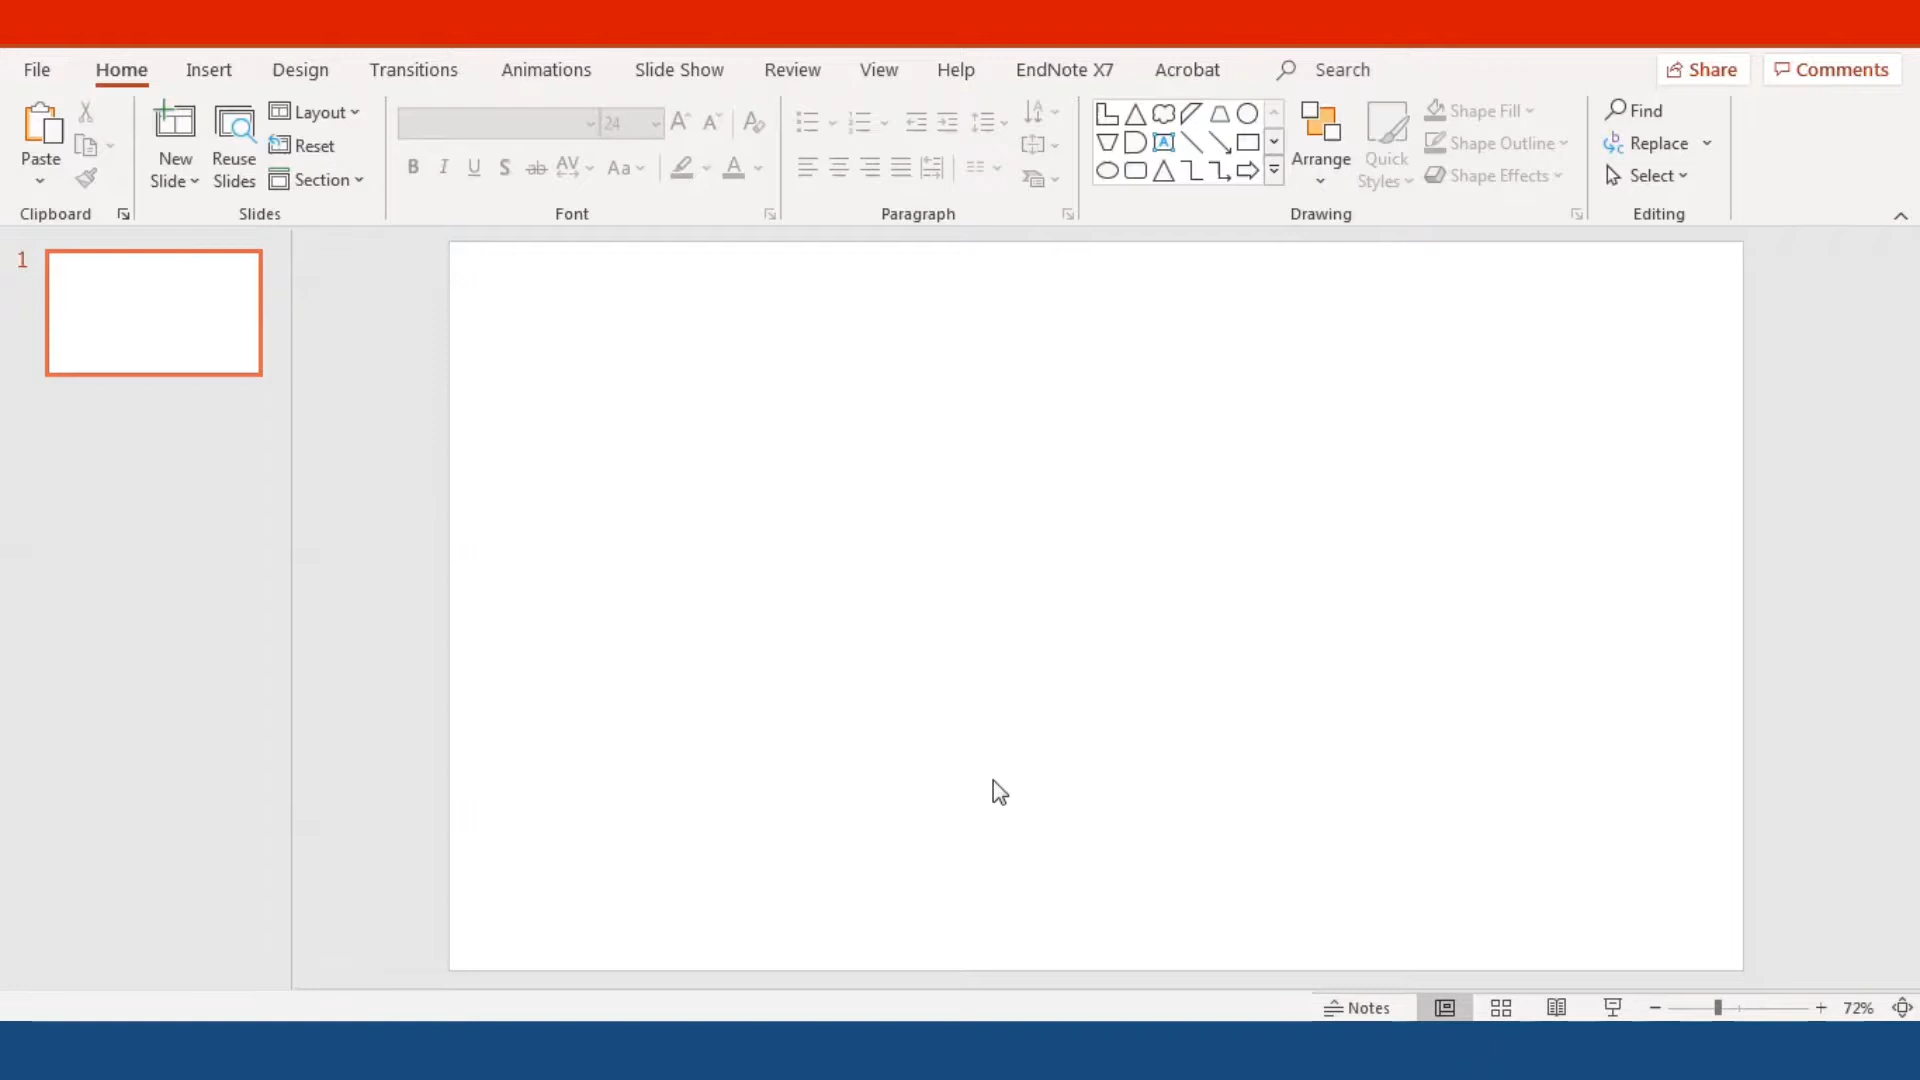 File Home Insert Design Transitions Animations Slide Show Review View Help EndNote X7 Acrobat Search Share Comments
Paste
New Slide
Reuse Slides
Layout
Reset
Section
24
B I U S ab AV Aa A
Arrange
Quick Styles
Shape Fill
Shape Outline
Shape Effects
Find
Replace
Select
Clipboard Slides Font Paragraph Drawing Editing
1
Notes 72%